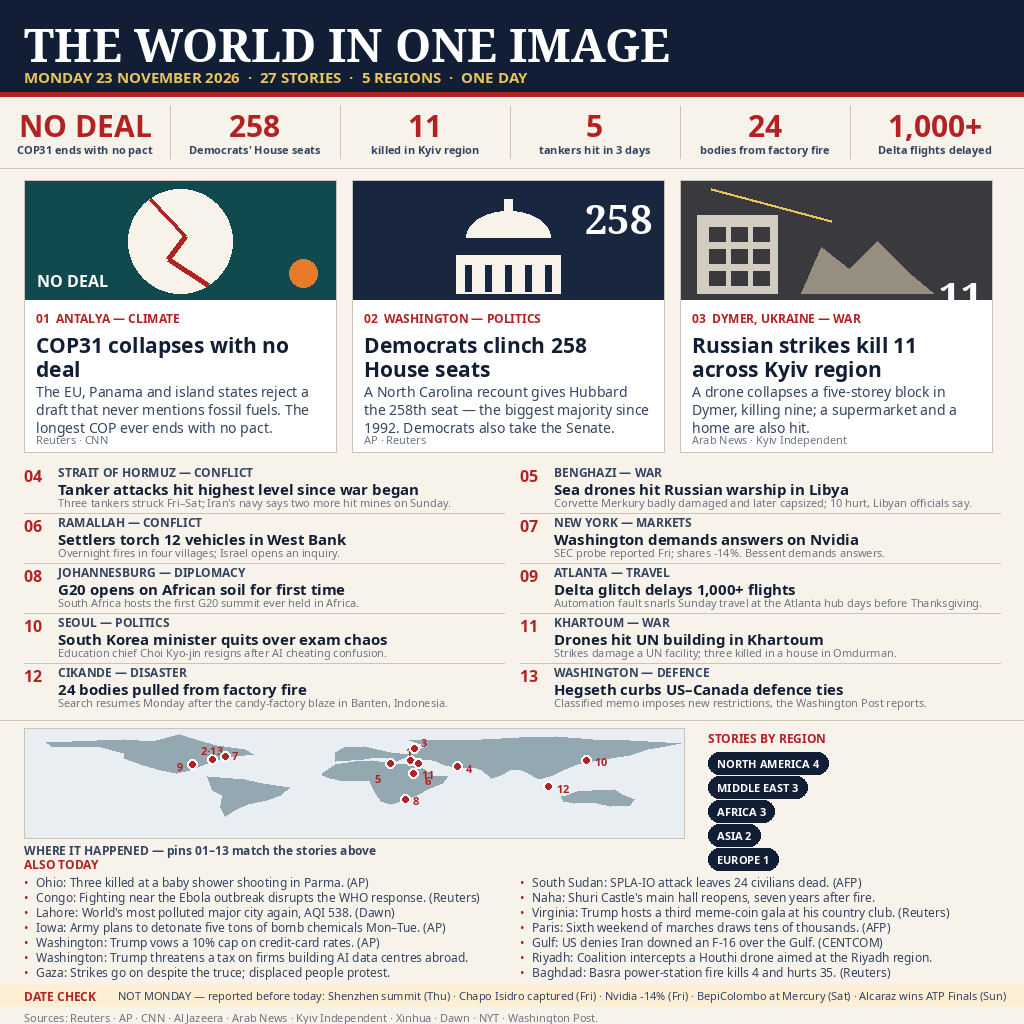 THE WORLD IN ONE IMAGE
MONDAY 23 NOVEMBER 2026 · 27 STORIES · 5 REGIONS · ONE DAY
NO DEAL
COP31 ends with no pact
258
Democrats' House seats
11
killed in Kyiv region
5
tankers hit in 3 days
24
bodies from factory fire
1,000+
Delta flights delayed
NO DEAL
01 ANTALYA — CLIMATE
COP31 collapses with no
deal
The EU, Panama and island states reject a
draft that never mentions fossil fuels. The
longest COP ever ends with no pact.
Reuters · CNN
258
02 WASHINGTON — POLITICS
Democrats clinch 258
House seats
A North Carolina recount gives Hubbard
the 258th seat — the biggest majority since
1992. Democrats also take the Senate.
AP · Reuters
11
03 DYMER, UKRAINE — WAR
Russian strikes kill 11
across Kyiv region
A drone collapses a five-storey block in
Dymer, killing nine; a supermarket and a
home are also hit.
Arab News · Kyiv Independent
04 STRAIT OF HORMUZ — CONFLICT
Tanker attacks hit highest level since war began
Three tankers struck Fri–Sat; Iran's navy says two more hit mines on Sunday.
05 BENGHAZI — WAR
Sea drones hit Russian warship in Libya
Corvette Merkury badly damaged and later capsized; 10 hurt, Libyan officials say.
06 RAMALLAH — CONFLICT
Settlers torch 12 vehicles in West Bank
Overnight fires in four villages; Israel opens an inquiry.
07 NEW YORK — MARKETS
Washington demands answers on Nvidia
SEC probe reported Fri; shares -14%. Bessent demands answers.
08 JOHANNESBURG — DIPLOMACY
G20 opens on African soil for first time
South Africa hosts the first G20 summit ever held in Africa.
09 ATLANTA — TRAVEL
Delta glitch delays 1,000+ flights
Automation fault snarls Sunday travel at the Atlanta hub days before Thanksgiving.
10 SEOUL — POLITICS
South Korea minister quits over exam chaos
Education chief Choi Kyo-jin resigns after AI cheating confusion.
11 KHARTOUM — WAR
Drones hit UN building in Khartoum
Strikes damage a UN facility; three killed in a house in Omdurman.
12 CIKANDE — DISASTER
24 bodies pulled from factory fire
Search resumes Monday after the candy-factory blaze in Banten, Indonesia.
13 WASHINGTON — DEFENCE
Hegseth curbs US–Canada defence ties
Classified memo imposes new restrictions, the Washington Post reports.
2·13
7
9
3
5
11
6
4
10
12
8
WHERE IT HAPPENED — pins 01–13 match the stories above
STORIES BY REGION
NORTH AMERICA 4
MIDDLE EAST 3
AFRICA 3
ASIA 2
EUROPE 1
ALSO TODAY
• Ohio: Three killed at a baby shower shooting in Parma. (AP)
• Congo: Fighting near the Ebola outbreak disrupts the WHO response. (Reuters)
• Lahore: World's most polluted major city again, AQI 538. (Dawn)
• Iowa: Army plans to detonate five tons of bomb chemicals Mon–Tue. (AP)
• Washington: Trump vows a 10% cap on credit-card rates. (AP)
• Washington: Trump threatens a tax on firms building AI data centres abroad.
• Gaza: Strikes go on despite the truce; displaced people protest.
• South Sudan: SPLA-IO attack leaves 24 civilians dead. (AFP)
• Naha: Shuri Castle's main hall reopens, seven years after fire.
• Virginia: Trump hosts a third meme-coin gala at his country club. (Reuters)
• Paris: Sixth weekend of marches draws tens of thousands. (AFP)
• Gulf: US denies Iran downed an F-16 over the Gulf. (CENTCOM)
• Riyadh: Coalition intercepts a Houthi drone aimed at the Riyadh region.
• Baghdad: Basra power-station fire kills 4 and hurts 35. (Reuters)
DATE CHECK NOT MONDAY — reported before today: Shenzhen summit (Thu) · Chapo Isidro captured (Fri) · Nvidia -14% (Fri) · BepiColombo at Mercury (Sat) · Alcaraz wins ATP Finals (Sun)
Sources: Reuters · AP · CNN · Al Jazeera · Arab News · Kyiv Independent · Xinhua · Dawn · NYT · Washington Post.